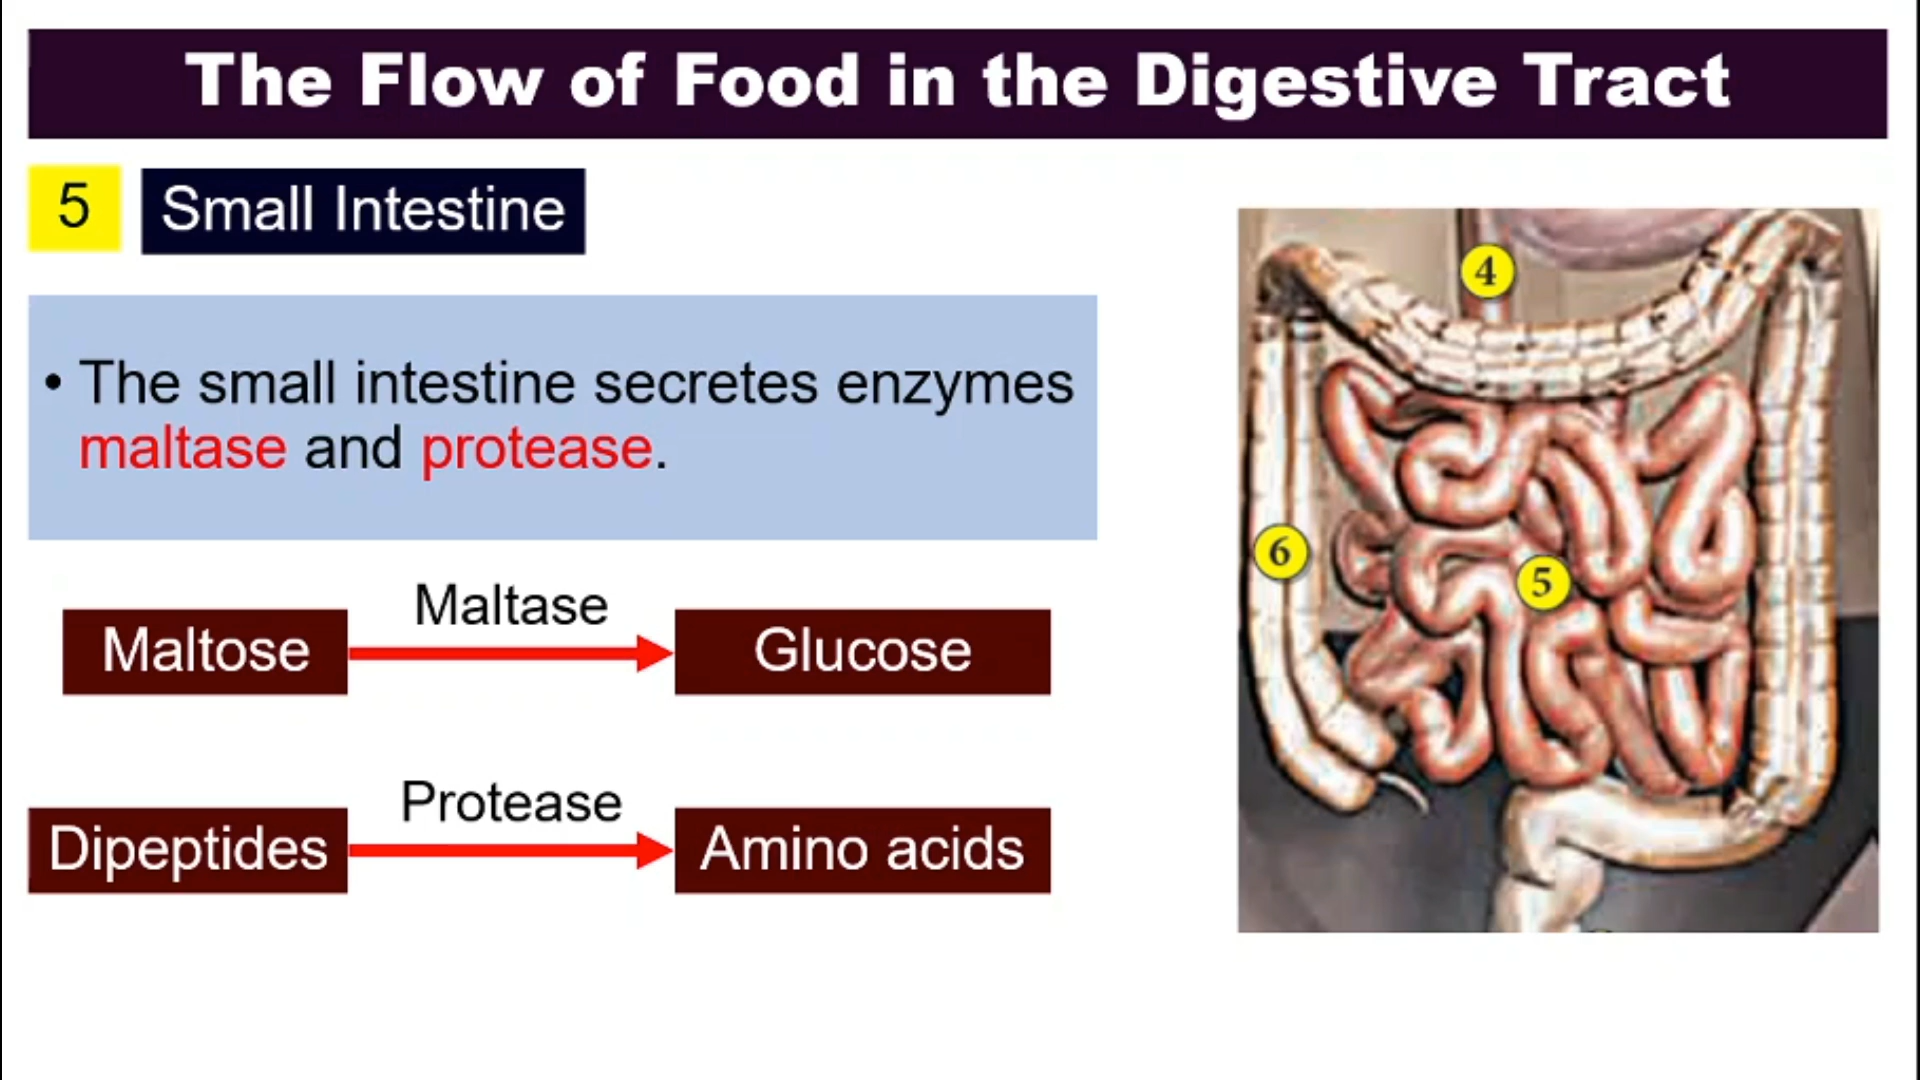 The Flow of Food in the Digestive Tract
5
Small Intestine
• The small intestine secretes enzymes
maltase and protease.
Maltose
Maltase
Glucose
Dipeptides
Protease
Amino acids
4
6
5